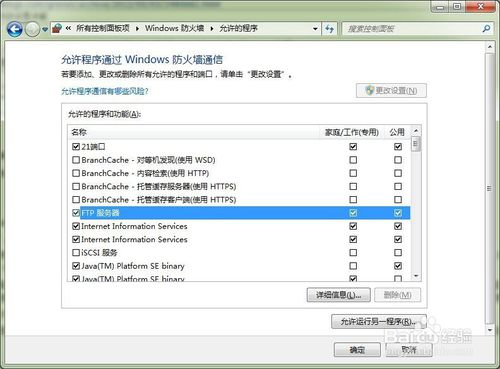 所有控制面板项 ▸ Windows 防火墙 ▸ 允许的程序
搜索控制面板
允许程序通过 Windows 防火墙通信
若要添加、更改或删除所有允许的程序和端口，请单击“更改设置”。
允许程序通信有哪些风险?
更改设置(N)
允许的程序和功能(A):
名称 家庭/工作(专用) 公用
21端口
BranchCache - 对等机发现(使用 WSD)
BranchCache - 内容检索(使用 HTTP)
BranchCache - 托管缓存服务器(使用 HTTPS)
BranchCache - 托管缓存客户端(使用 HTTPS)
FTP 服务器
Internet Information Services
Internet Information Services
iSCSI 服务
Java(TM) Platform SE binary
Java(TM) Platform SE binary
详细信息(L)... 删除(M)
允许运行另一程序(R)...
确定 取消
Baidu 经验